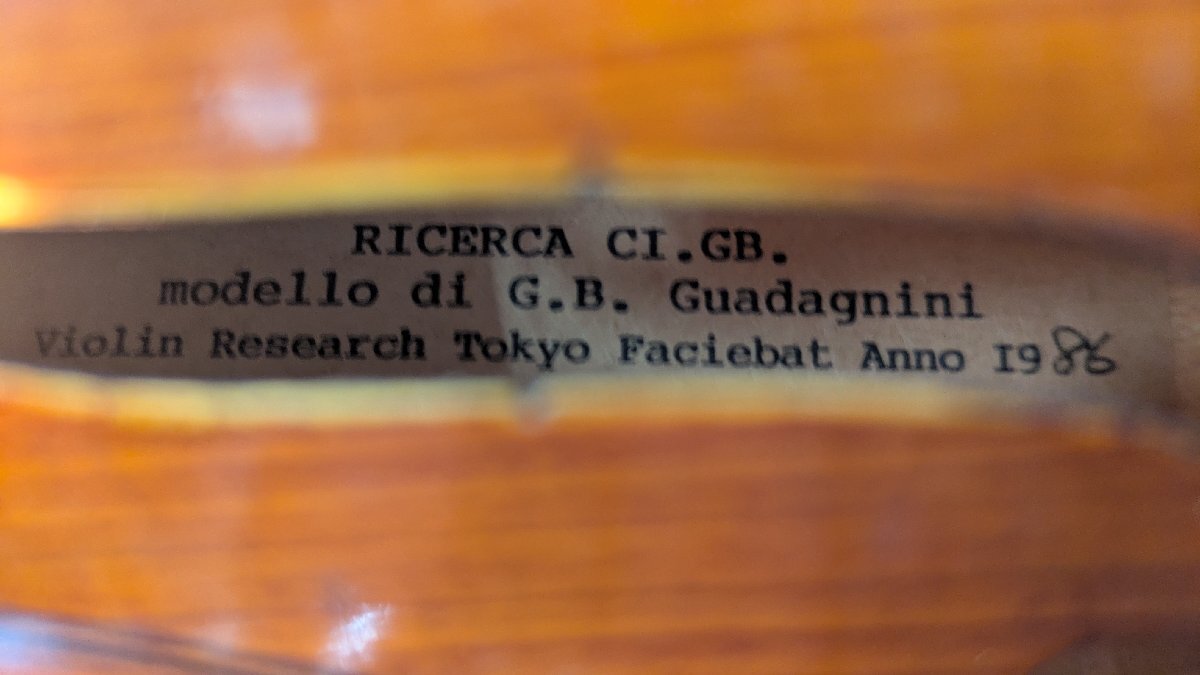 RICERCA CI.GB.
modello di G.B. Guadagnini
Violin Research Tokyo Faciebat Anno I986